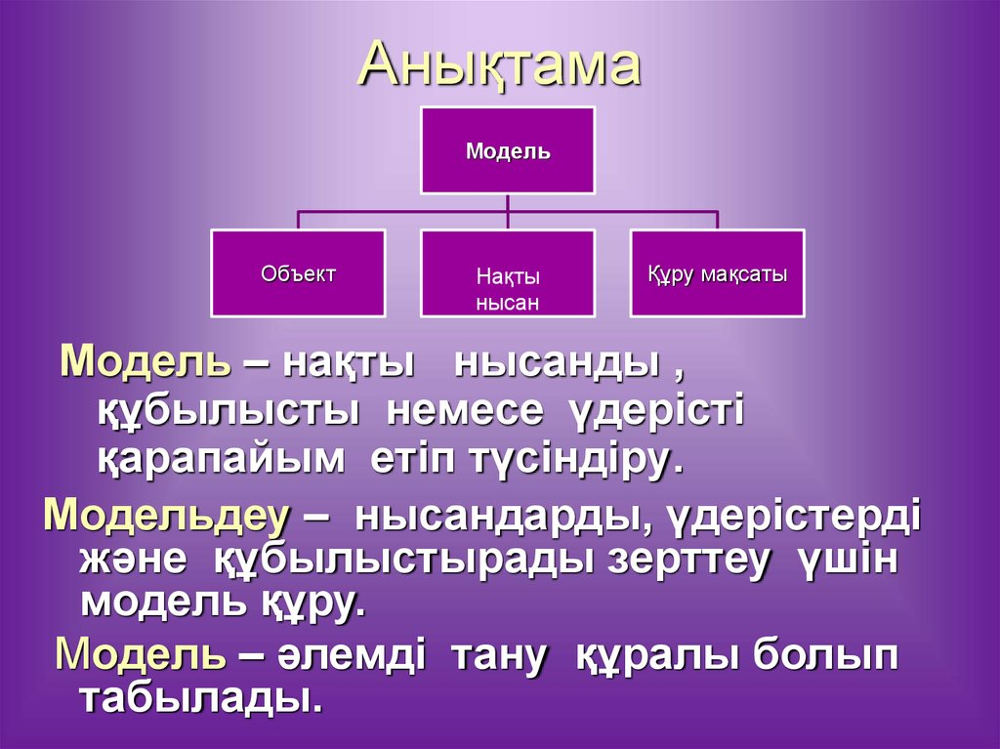 Анықтама
Модель
Объект
Нақты
нысан
Құру мақсаты
Модель – нақты нысанды ,
құбылысты немесе үдерісті
қарапайым етіп түсіндіру.
Модельдеу – нысандарды, үдерістерді
және құбылыстырады зерттеу үшін
модель құру.
Модель – әлемді тану құралы болып
табылады.